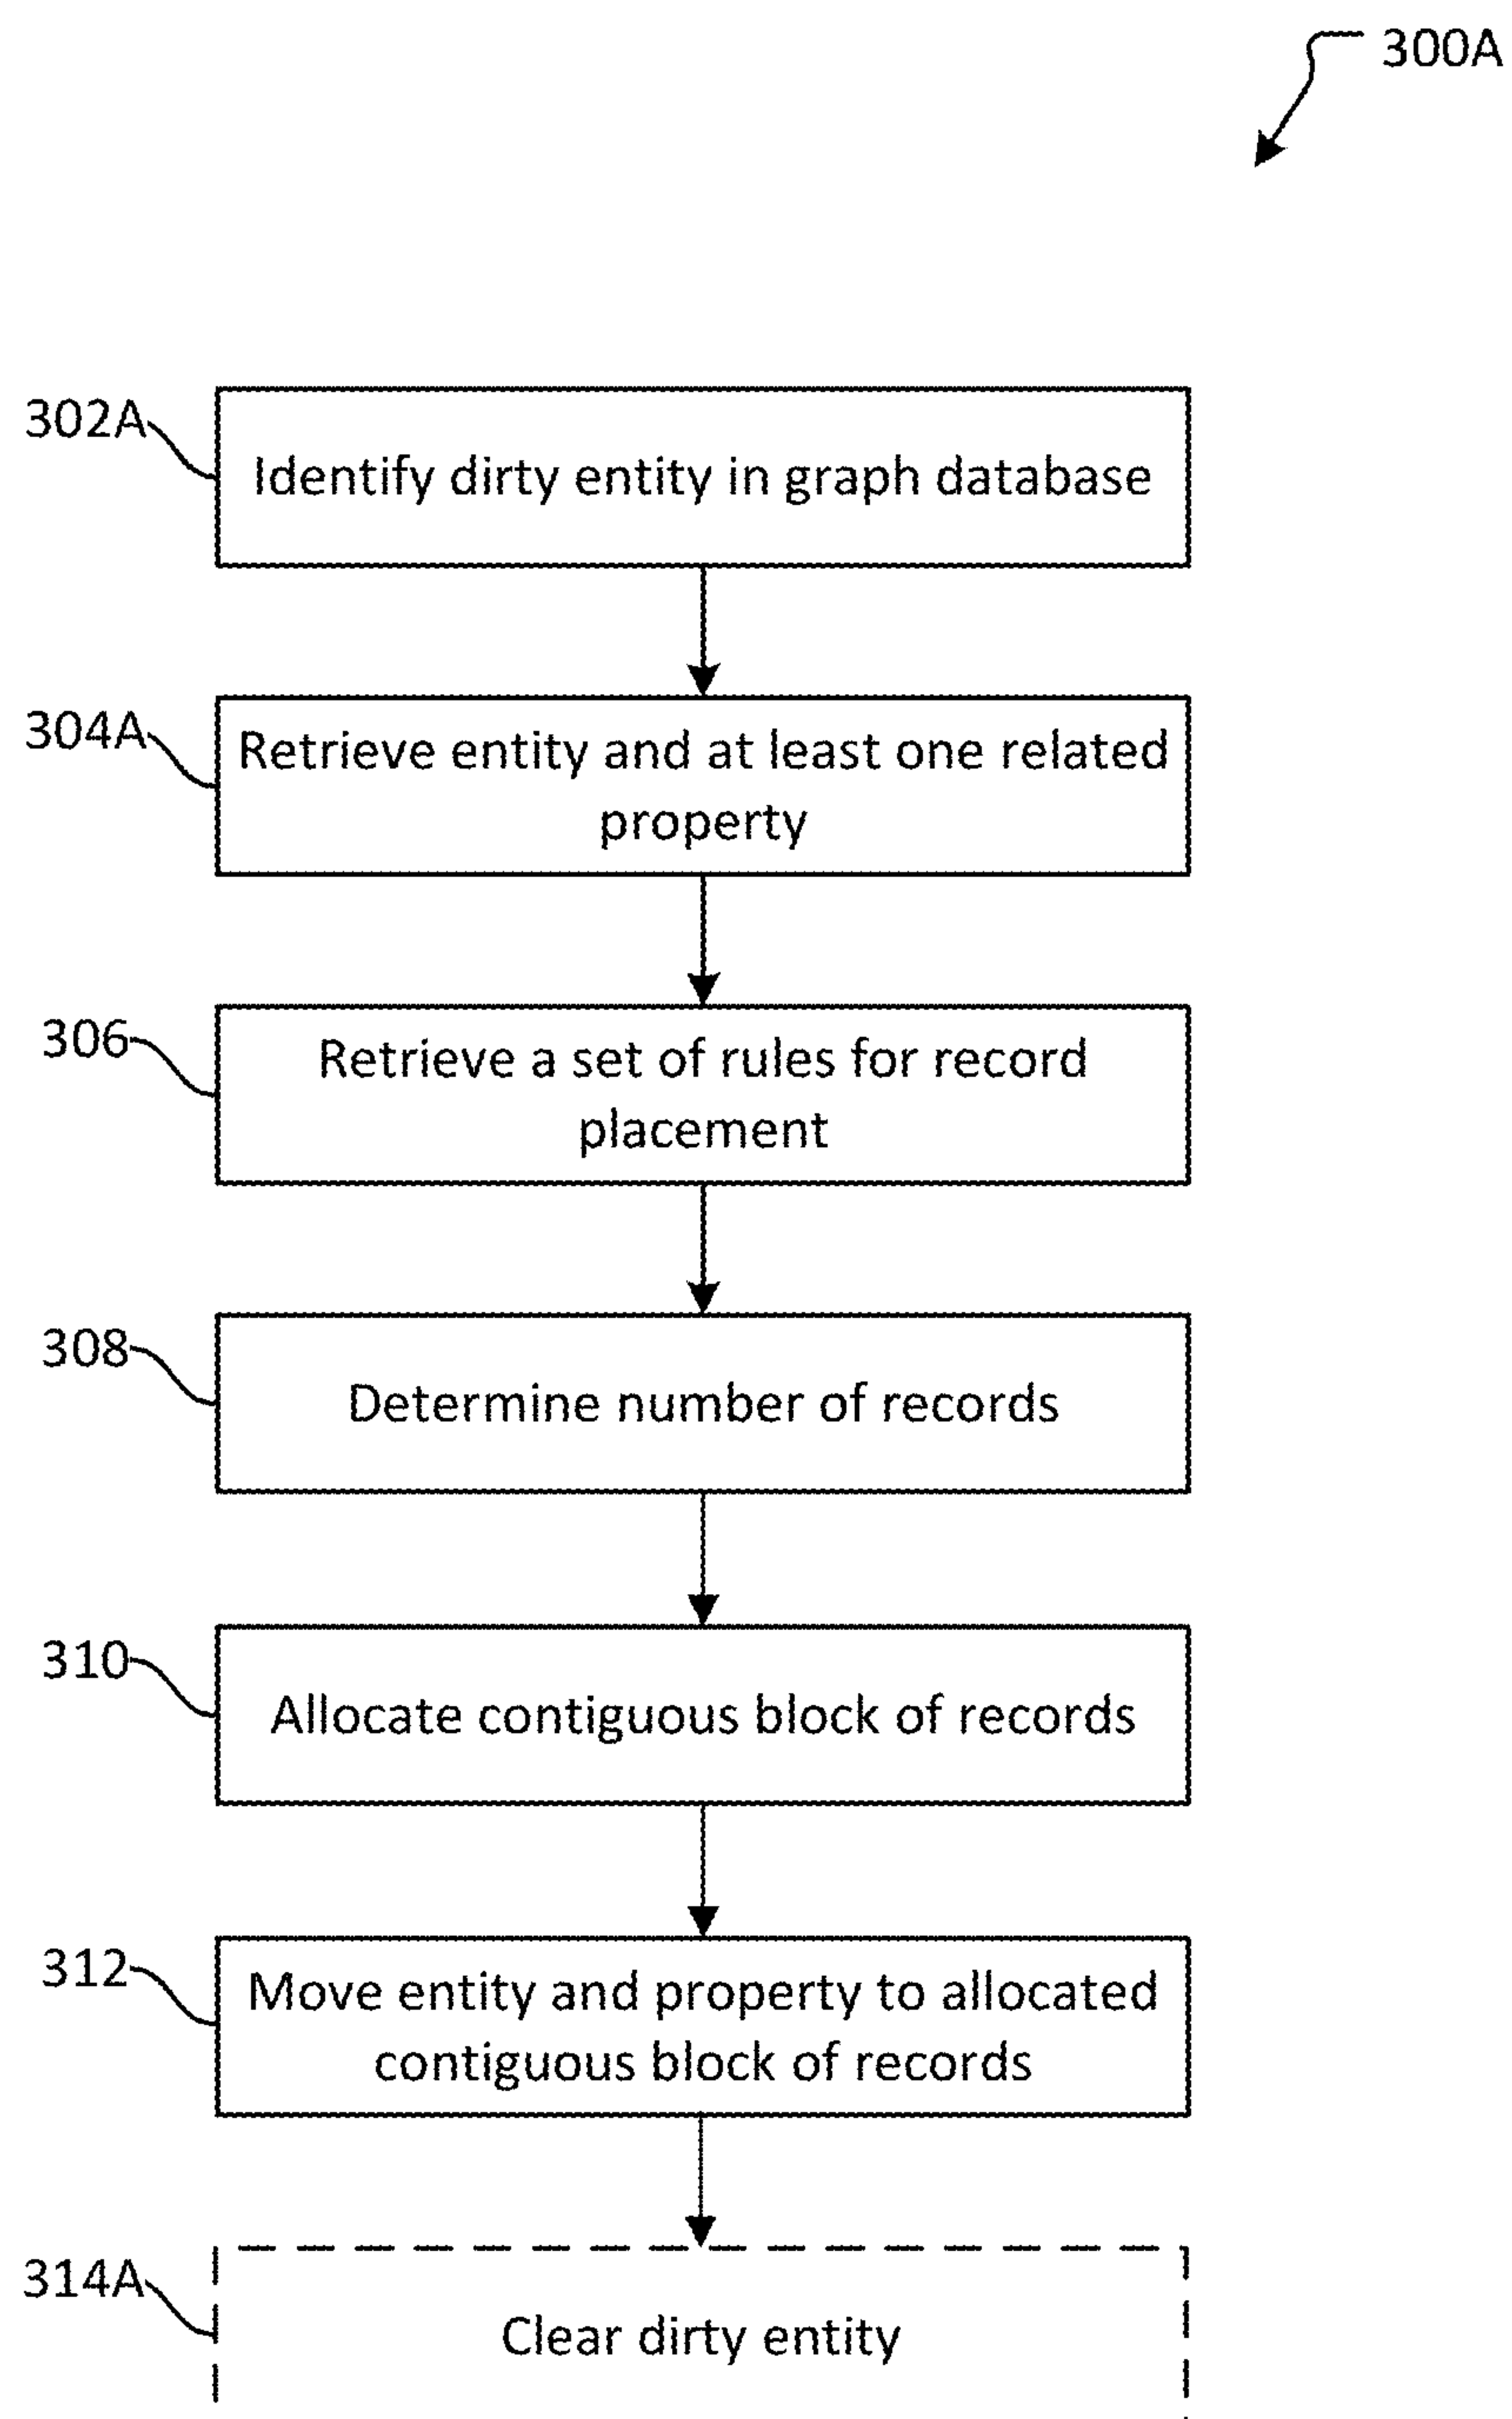 300A
302A
Identify dirty entity in graph database
304A
Retrieve entity and at least one related
property
306
Retrieve a set of rules for record
placement
308
Determine number of records
310
Allocate contiguous block of records
312
Move entity and property to allocated
contiguous block of records
314A
Clear dirty entity